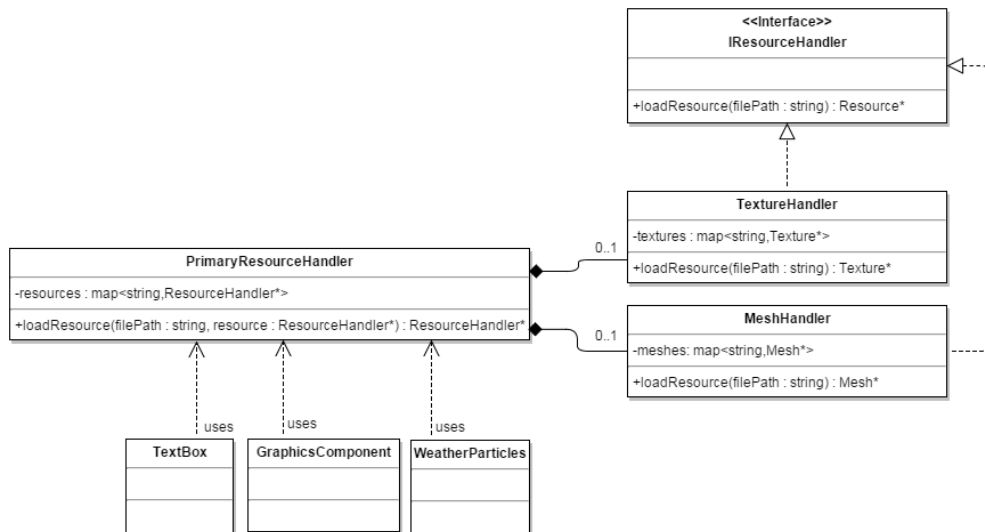 <<Interface>>
IResourceHandler
+loadResource(filePath : string) : Resource*
TextureHandler
-textures : map<string,Texture*>
+loadResource(filePath : string) : Texture*
0..1
PrimaryResourceHandler
-resources : map<string,ResourceHandler*>
+loadResource(filePath : string, resource : ResourceHandler*) : ResourceHandler*
MeshHandler
-meshes: map<string,Mesh*>
+loadResource(filePath : string) : Mesh*
0..1
uses
uses
uses
TextBox
GraphicsComponent
WeatherParticles